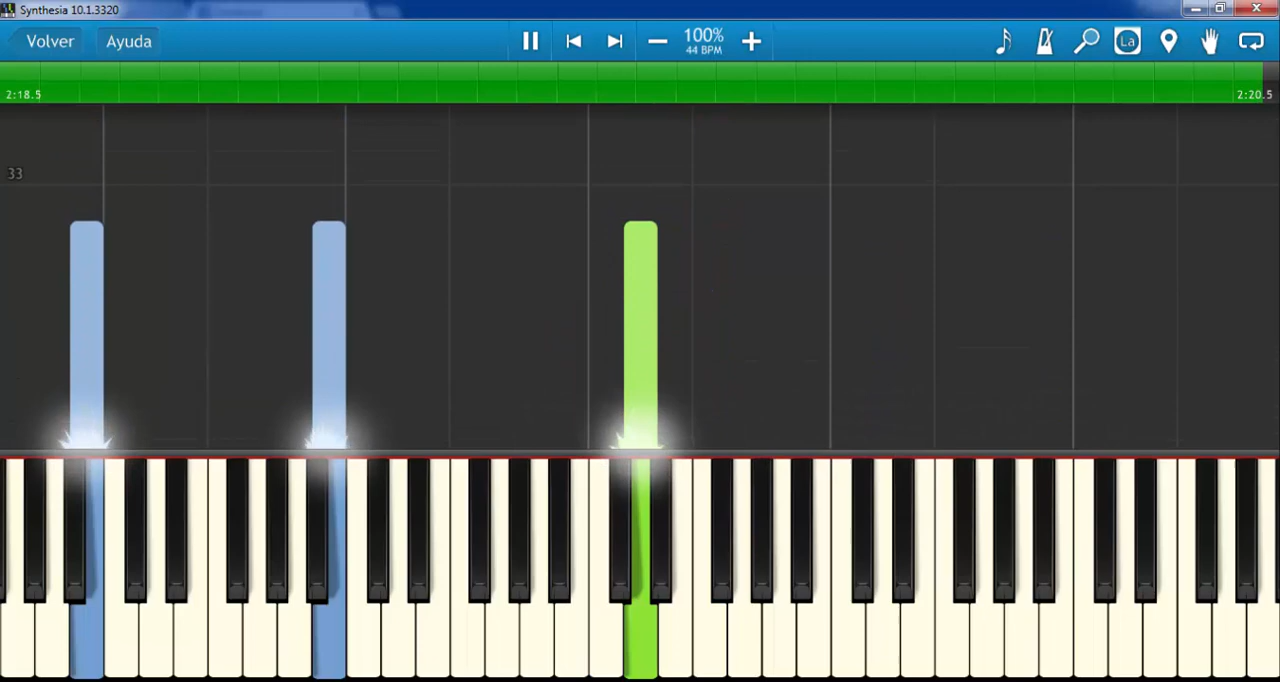 Synthesia 10.1.3320
Volver
Ayuda
100%
44 BPM
La
2:18.5
2:20.5
33